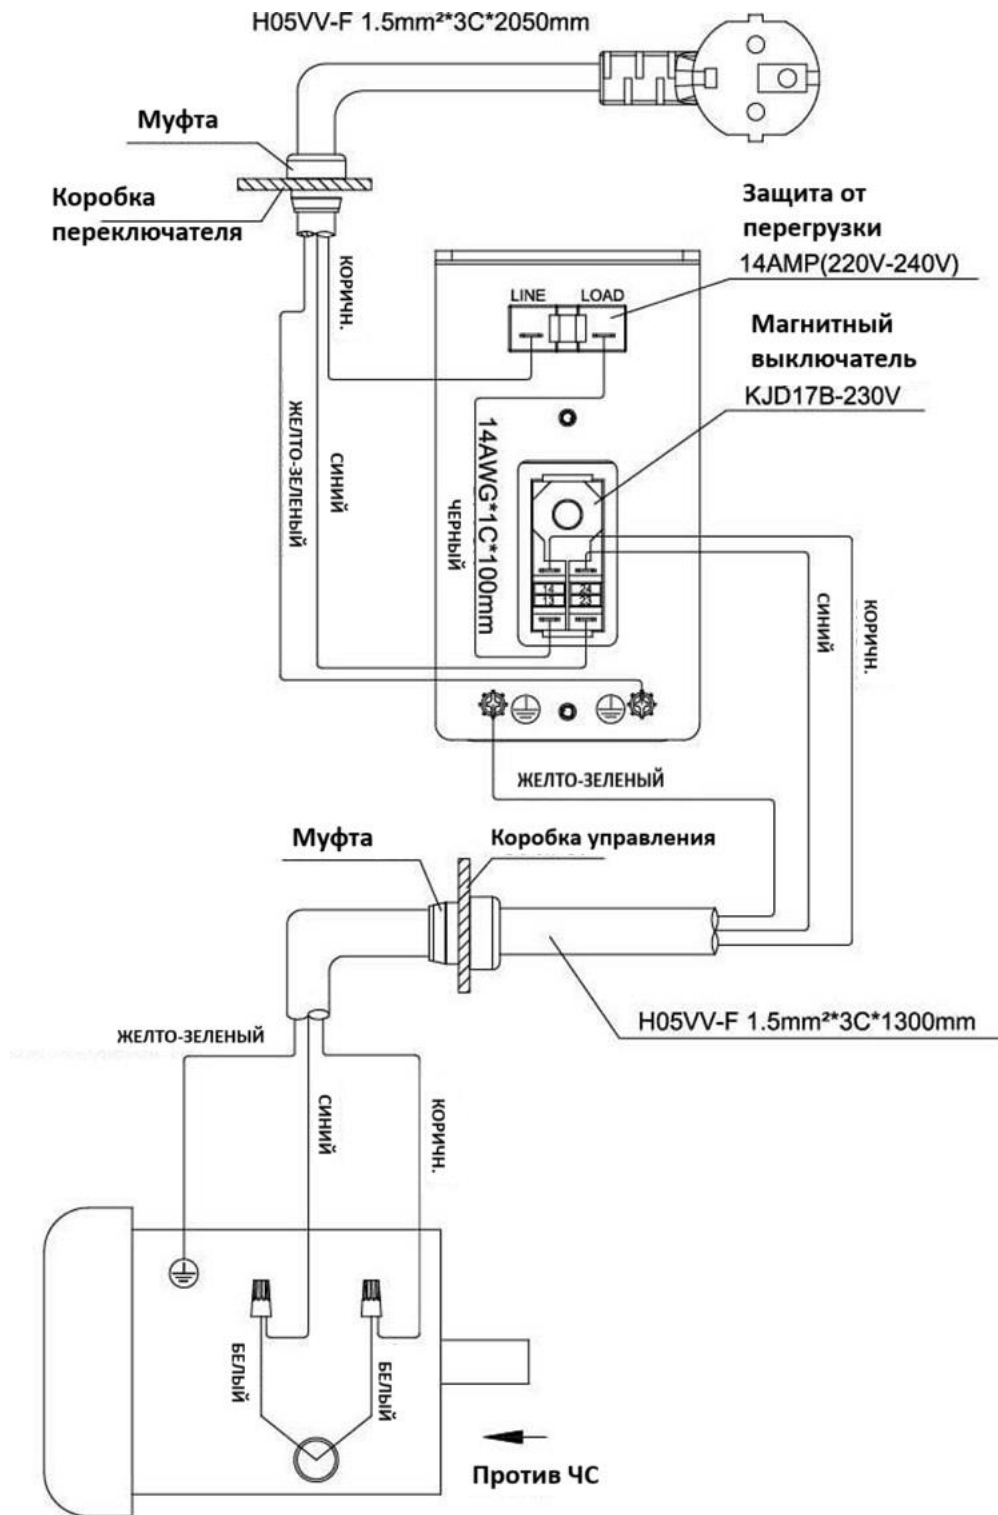 H05VV-F 1.5mm²*3C*2050mm
Муфта
Коробка
переключателя
Защита от
перегрузки
14AMP(220V-240V)
КОРИЧН.
LINE LOAD
Магнитный
выключатель
KJD17B-230V
ЖЕЛТО-ЗЕЛЕНЫЙ
СИНИЙ
14AWG*1C*100mm
ЧЕРНЫЙ
14 24
13 23
СИНИЙ
КОРИЧН.
ЖЕЛТО-ЗЕЛЕНЫЙ
Муфта
Коробка управления
H05VV-F 1.5mm²*3C*1300mm
ЖЕЛТО-ЗЕЛЕНЫЙ
СИНИЙ
КОРИЧН.
БЕЛЫЙ
БЕЛЫЙ
Против ЧС